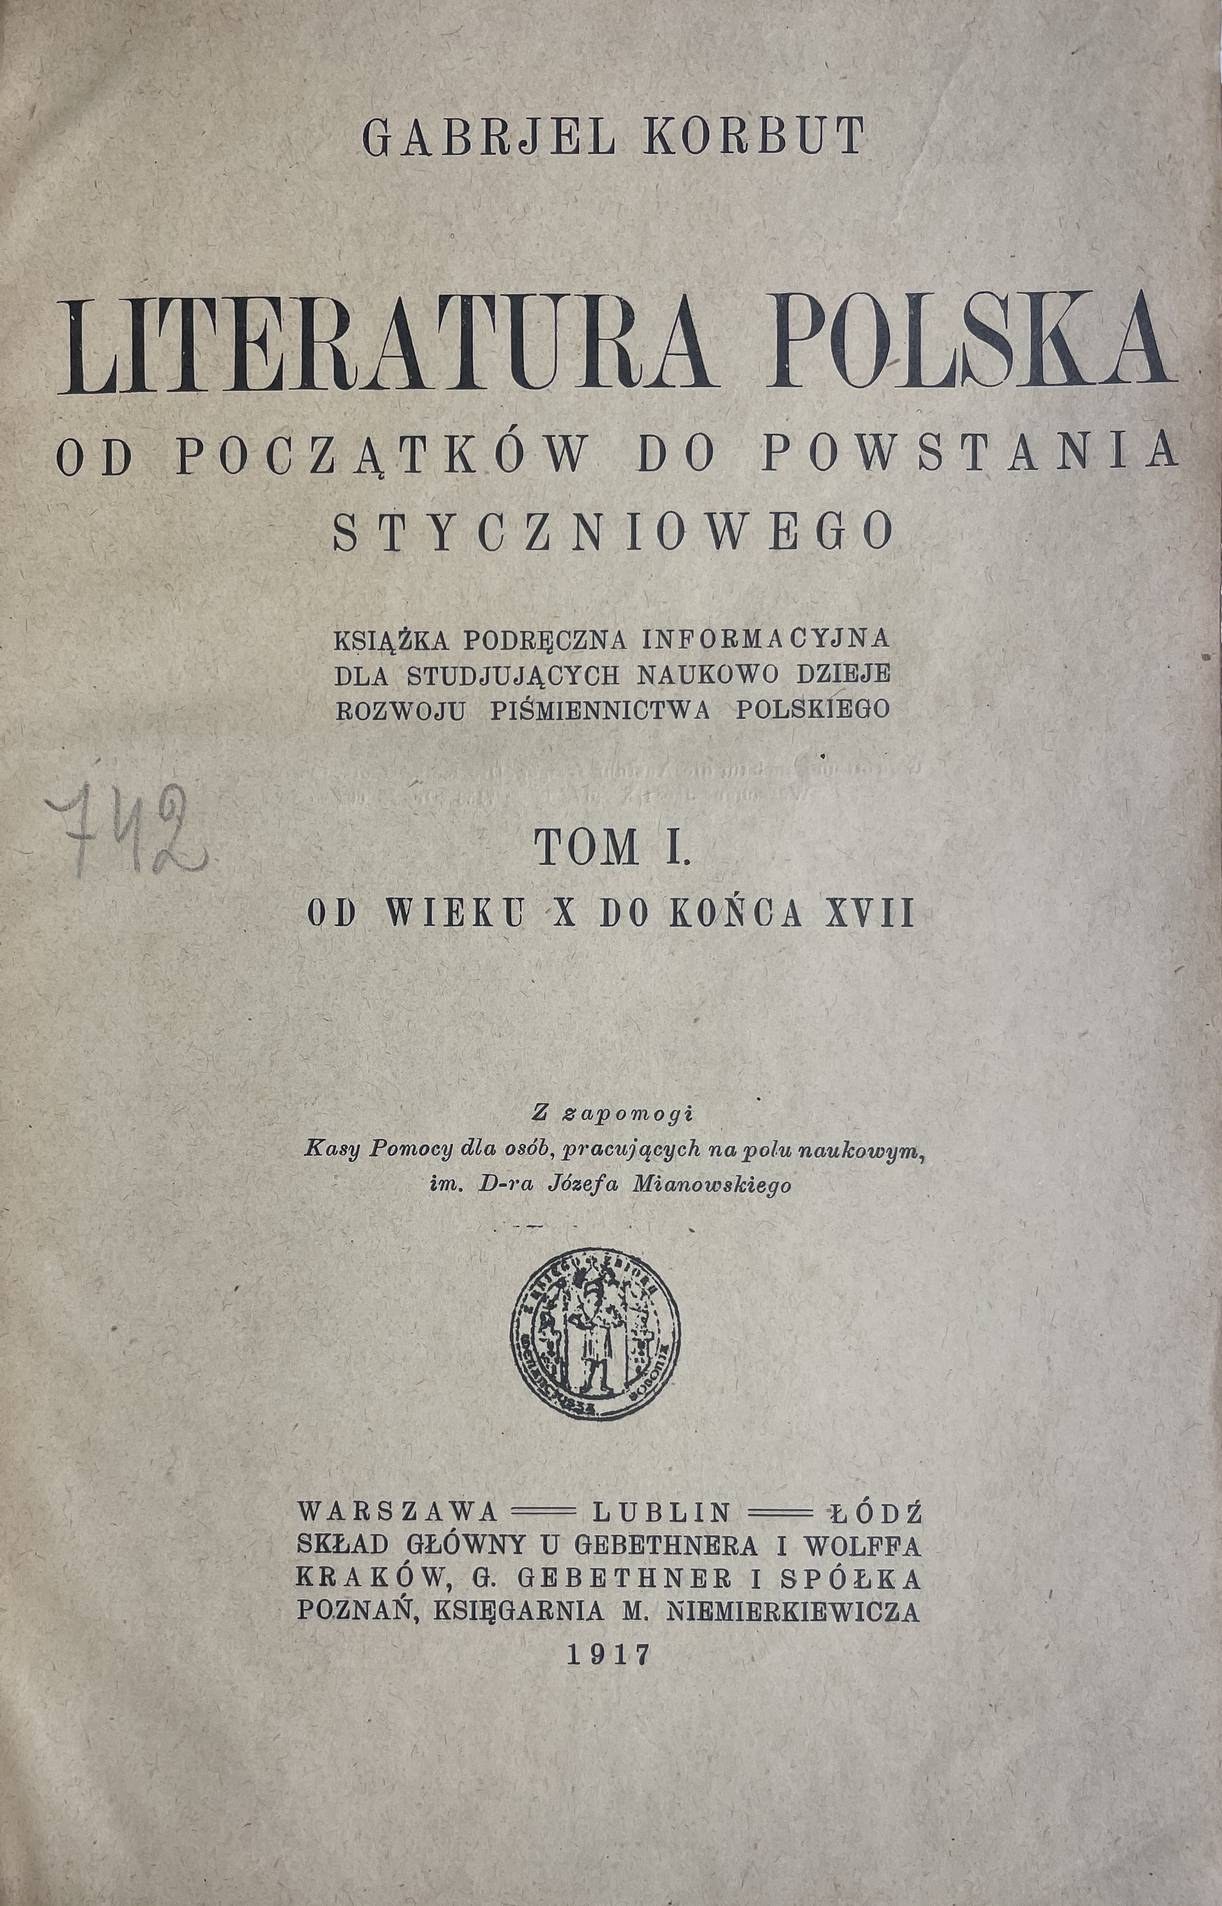 GABRJEL KORBUT
LITERATURA POLSKA
OD POCZĄTKÓW DO POWSTANIA
STYCZNIOWEGO
KSIĄŻKA PODRĘCZNA INFORMACYJNA
DLA STUDJUJĄCYCH NAUKOWO DZIEJE
ROZWOJU PIŚMIENNICTWA POLSKIEGO
742
TOM I.
OD WIEKU X DO KOŃCA XVII
Z zapomogi
Kasy Pomocy dla osób, pracujących na polu naukowym,
im. D-ra Józefa Mianowskiego
WARSZAWA LUBLIN ŁÓDŹ
SKŁAD GŁÓWNY U GEBETHNERA I WOLFFA
KRAKÓW, G. GEBETHNER I SPÓŁKA
POZNAŃ, KSIĘGARNIA M. NIEMIERKIEWICZA
1917